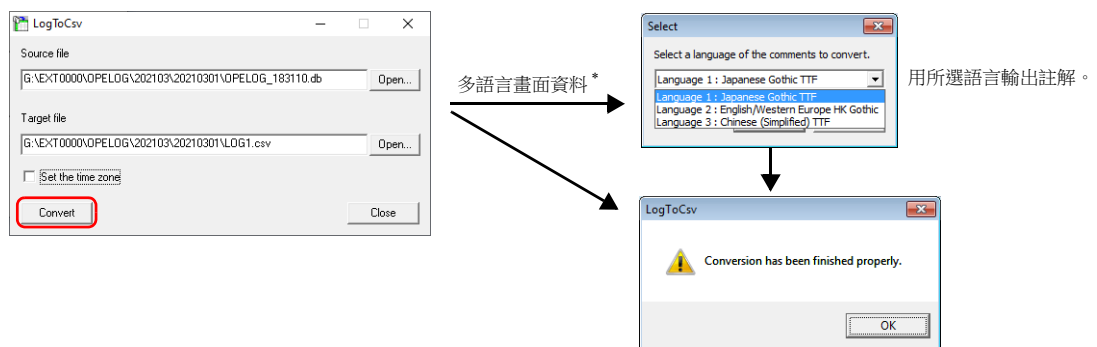 LogToCsv
Source file
G:\EXT0000\OPELOG\202103\20210301\OPELOG_183110.db
Open...
Target file
G:\EXT0000\OPELOG\202103\20210301\LOG1.csv
Open...
Set the time zone
Convert
Close
多語言畫面資料*
Select
Select a language of the comments to convert.
Language 1 : Japanese Gothic TTF
Language 1 : Japanese Gothic TTF
Language 2 : English/Western Europe HK Gothic
Language 3 : Chinese (Simplified) TTF
用所選語言輸出註解。
LogToCsv
Conversion has been finished properly.
OK